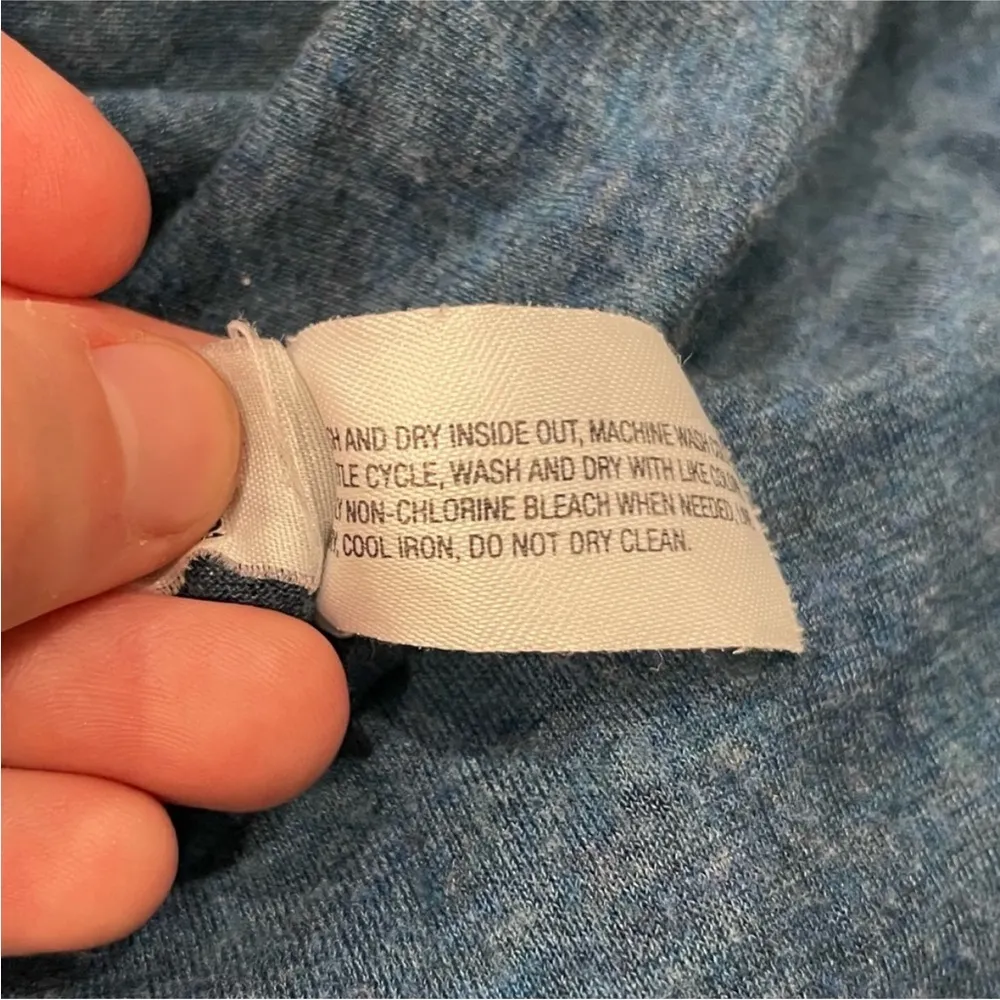 AND DRY INSIDE OUT, MACHINE WASH
CYCLE, WASH AND DRY WITH LIKE
NON-CHLORINE BLEACH WHEN NEEDED,
COOL IRON, DO NOT DRY CLEAN.